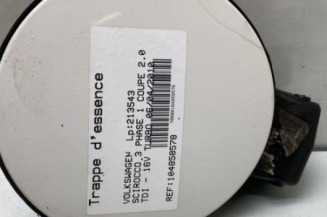 Trappe d'essence
VOLKSWAGEN Lp:213543
SCIROCCO 3 PHASE 1 COUPE 2.0
TDI - 16V TURBO 06/04/2010
REF:104858578